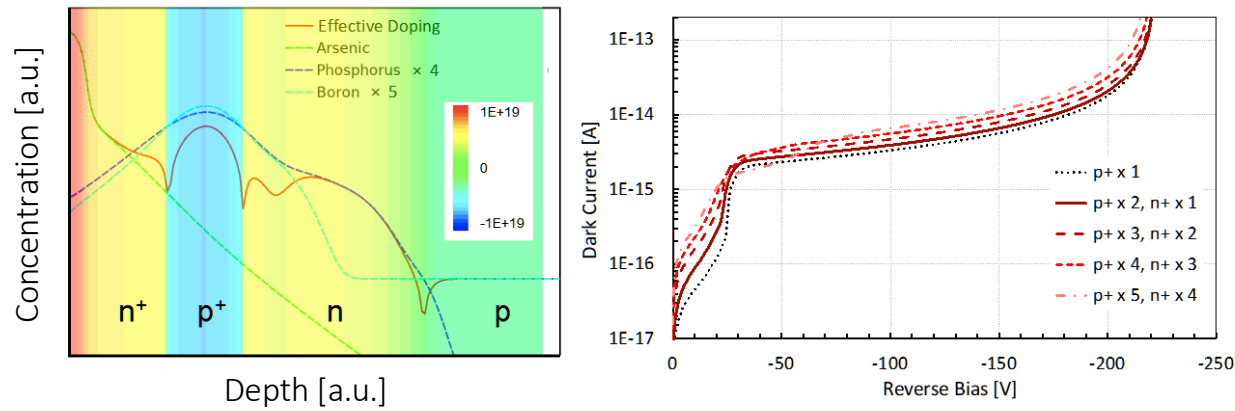 Concentration [a.u.]
Effective Doping
Arsenic
Phosphorus × 4
Boron × 5
1E+19
0
-1E+19
n+
p+
n
p
Depth [a.u.]
Dark Current [A]
1E-13
1E-14
1E-15
1E-16
1E-17
p+ x 1
p+ x 2, n+ x 1
p+ x 3, n+ x 2
p+ x 4, n+ x 3
p+ x 5, n+ x 4
0 -50 -100 -150 -200 -250
Reverse Bias [V]